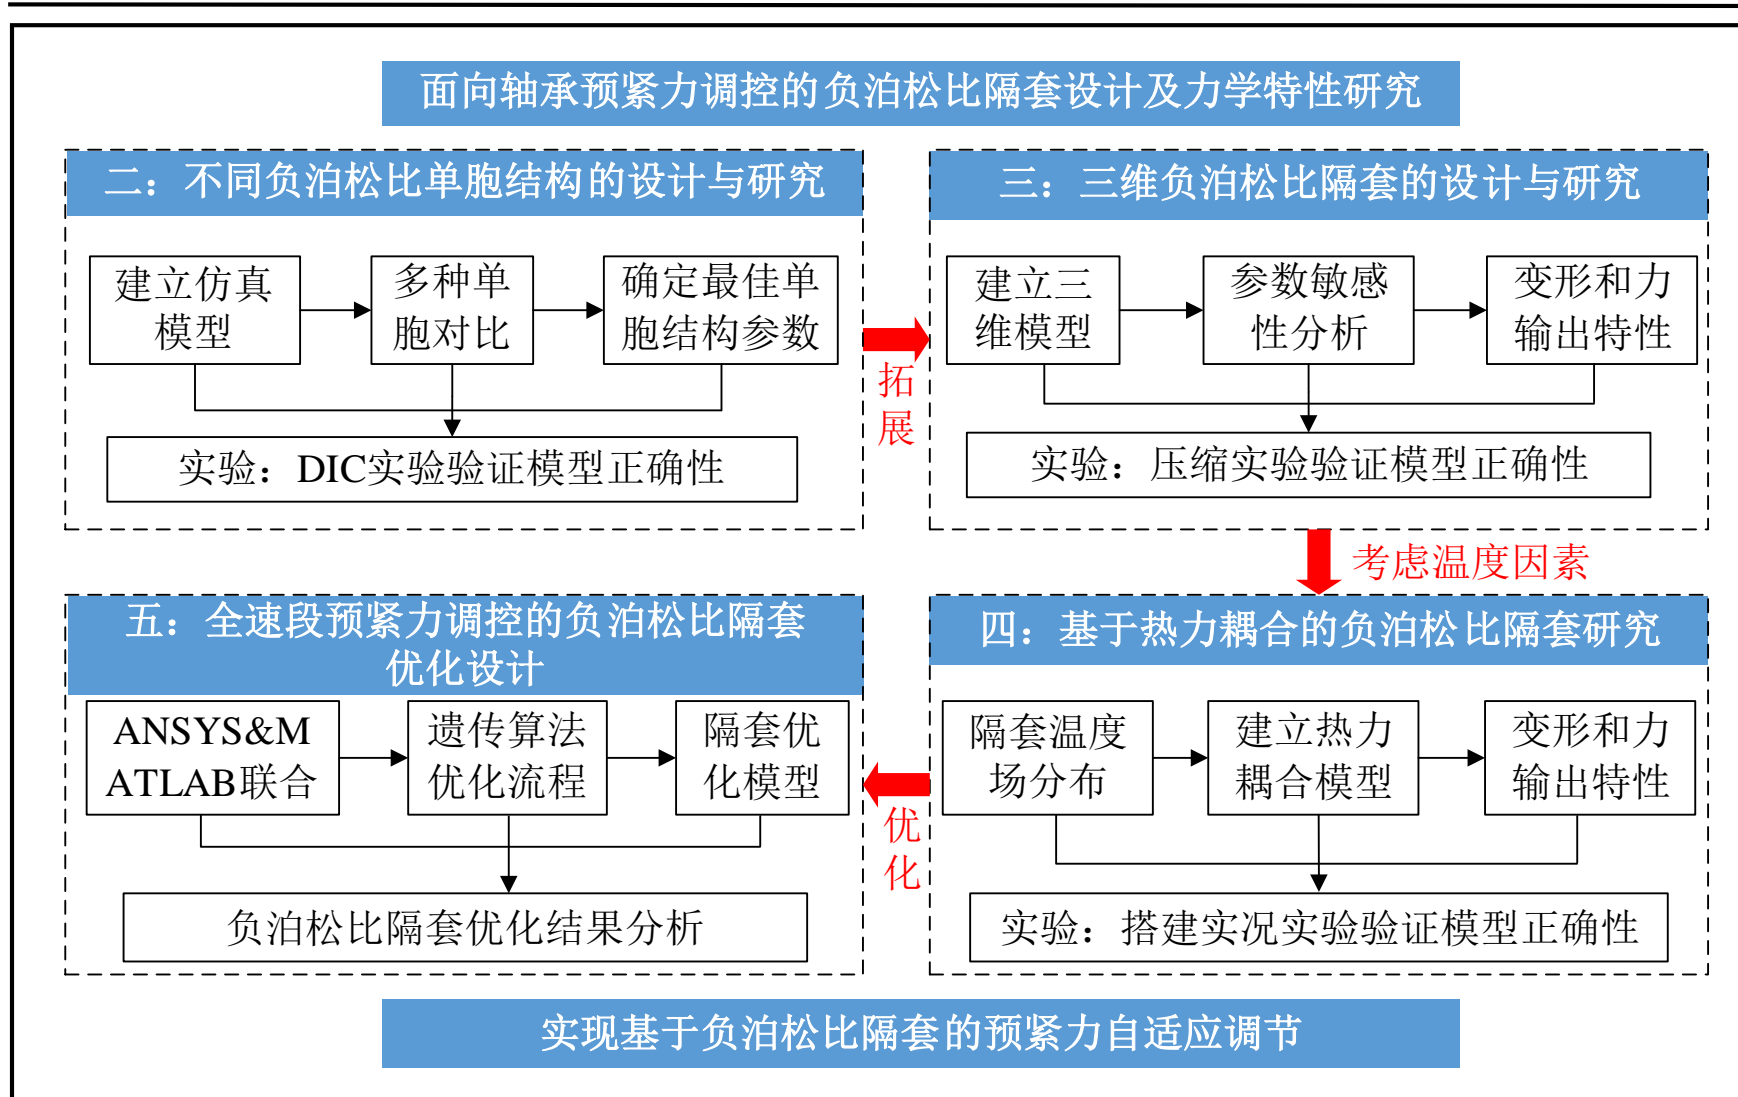 面向轴承预紧力调控的负泊松比隔套设计及力学特性研究
二：不同负泊松比单胞结构的设计与研究
建立仿真
模型
多种单
胞对比
确定最佳单
胞结构参数
实验：DIC实验验证模型正确性
拓
展
三：三维负泊松比隔套的设计与研究
建立三
维模型
参数敏感
性分析
变形和力
输出特性
实验：压缩实验验证模型正确性
考虑温度因素
四：基于热力耦合的负泊松比隔套研究
隔套温度
场分布
建立热力
耦合模型
变形和力
输出特性
实验：搭建实况实验验证模型正确性
优
化
五：全速段预紧力调控的负泊松比隔套
优化设计
ANSYS&M
ATLAB联合
遗传算法
优化流程
隔套优
化模型
负泊松比隔套优化结果分析
实现基于负泊松比隔套的预紧力自适应调节